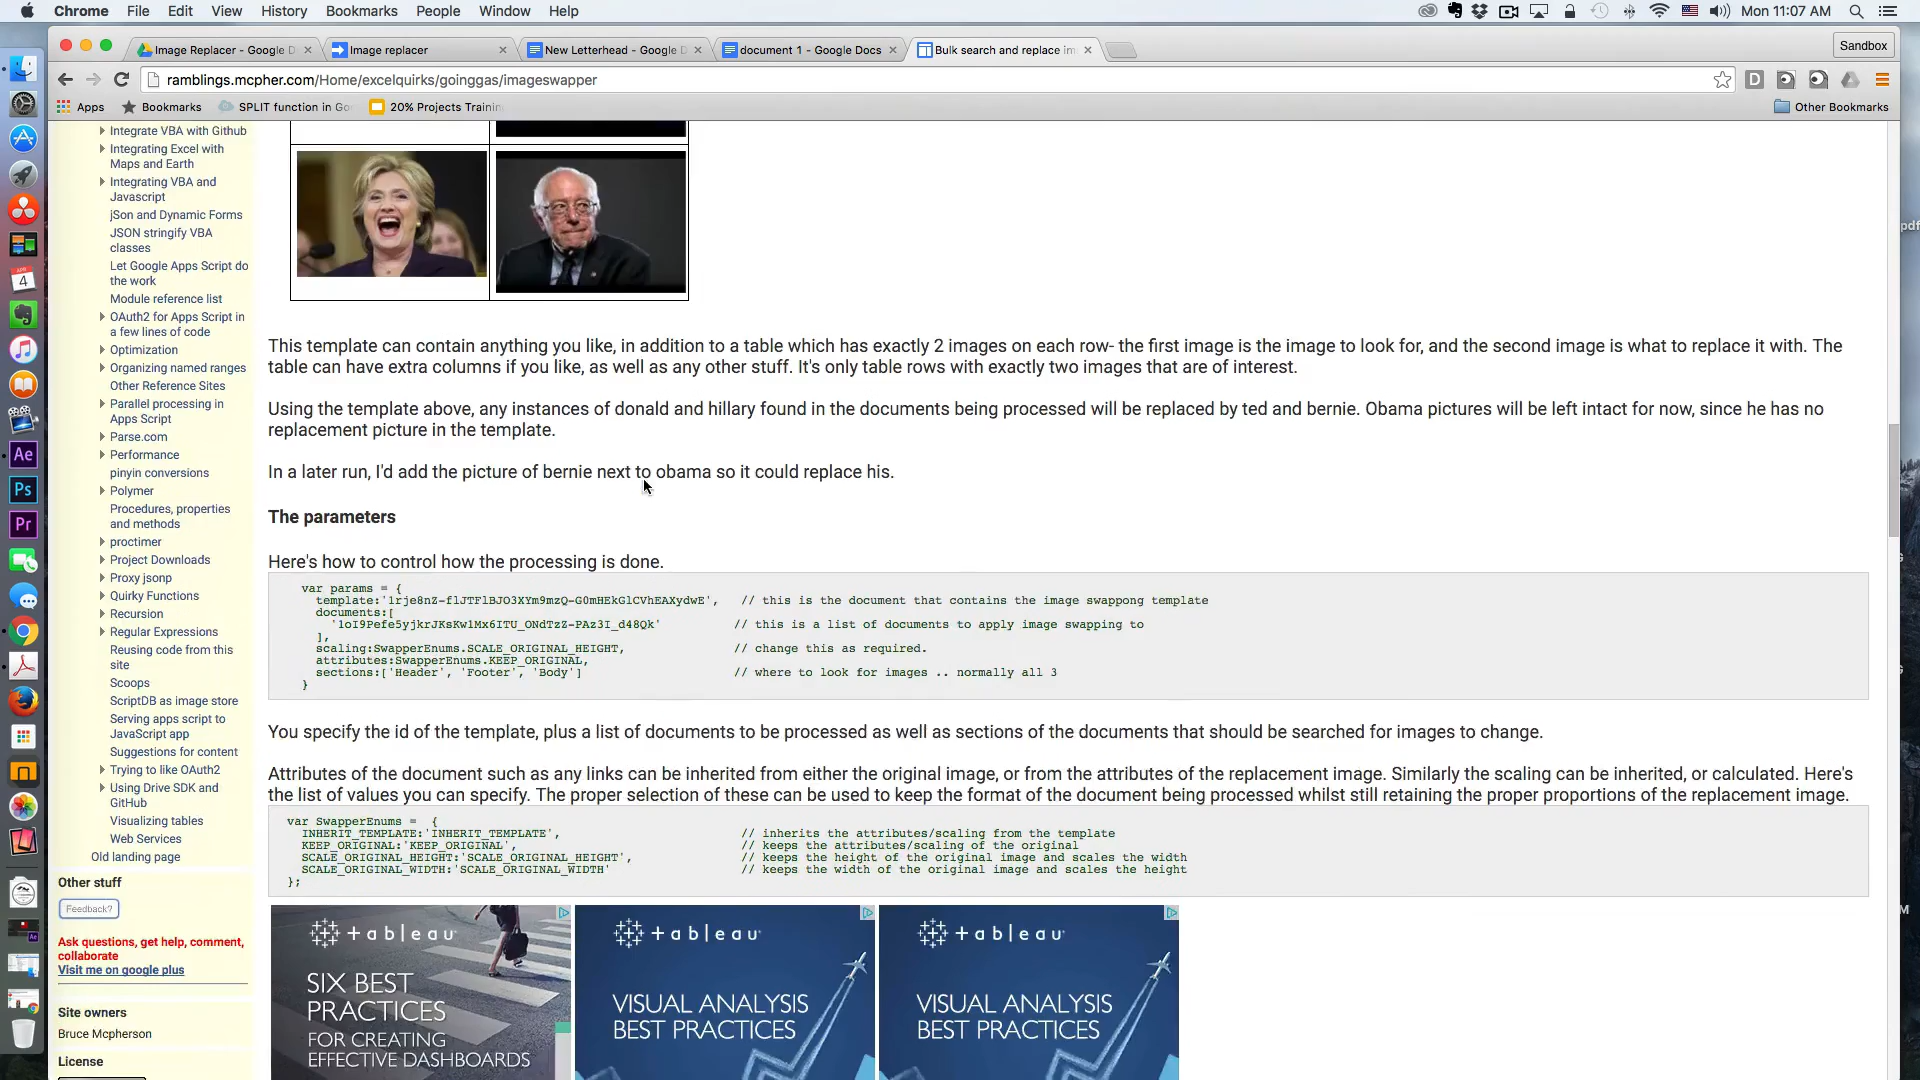 Chrome File Edit View History Bookmarks People Window Help
Mon 11:07 AM
Image Replacer - Google D
Image replacer
New Letterhead - Google D
document 1 - Google Docs
Bulk search and replace im
Sandbox
ramblings.mcpher.com/Home/excelquirks/goinggas/imageswapper
Apps
Bookmarks
SPLIT function in Go
20% Projects Trainin
Other Bookmarks
pdf
APR
4
Ae
Ps
Pr
Integrate VBA with Github
Integrating Excel with
Maps and Earth
Integrating VBA and
Javascript
jSon and Dynamic Forms
JSON stringify VBA
classes
Let Google Apps Script do
the work
Module reference list
OAuth2 for Apps Script in
a few lines of code
Optimization
Organizing named ranges
Other Reference Sites
Parallel processing in
Apps Script
Parse.com
Performance
pinyin conversions
Polymer
Procedures, properties
and methods
proctimer
Project Downloads
Proxy jsonp
Quirky Functions
Recursion
Regular Expressions
Reusing code from this
site
Scoops
ScriptDB as image store
Serving apps script to
JavaScript app
Suggestions for content
Trying to like OAuth2
Using Drive SDK and
GitHub
Visualizing tables
Web Services
Old landing page
Other stuff
Feedback?
Ask questions, get help, comment,
collaborate
Visit me on google plus
Site owners
Bruce Mcpherson
License
This template can contain anything you like, in addition to a table which has exactly 2 images on each row- the first image is the image to look for, and the second image is what to replace it with. The
table can have extra columns if you like, as well as any other stuff. It's only table rows with exactly two images that are of interest.
Using the template above, any instances of donald and hillary found in the documents being processed will be replaced by ted and bernie. Obama pictures will be left intact for now, since he has no
replacement picture in the template.
In a later run, I'd add the picture of bernie next to obama so it could replace his.
The parameters
Here's how to control how the processing is done.
var params = {
template:'1rje8nZ-flJTFlBJO3XYm9mzQ-G0mHEkGlCVhEAXydwE', // this is the document that contains the image swappong template
documents:[
'1oI9Pefe5yjkrJKsKw1Mx6ITU_ONdTzZ-PAz3I_d48Qk' // this is a list of documents to apply image swapping to
],
scaling:SwapperEnums.SCALE_ORIGINAL_HEIGHT, // change this as required.
attributes:SwapperEnums.KEEP_ORIGINAL,
sections:['Header', 'Footer', 'Body'] // where to look for images .. normally all 3
}
You specify the id of the template, plus a list of documents to be processed as well as sections of the documents that should be searched for images to change.
Attributes of the document such as any links can be inherited from either the original image, or from the attributes of the replacement image. Similarly the scaling can be inherited, or calculated. Here's
the list of values you can specify. The proper selection of these can be used to keep the format of the document being processed whilst still retaining the proper proportions of the replacement image.
var SwapperEnums = {
INHERIT_TEMPLATE:'INHERIT_TEMPLATE', // inherits the attributes/scaling from the template
KEEP_ORIGINAL:'KEEP_ORIGINAL', // keeps the attributes/scaling of the original
SCALE_ORIGINAL_HEIGHT:'SCALE_ORIGINAL_HEIGHT', // keeps the height of the original image and scales the width
SCALE_ORIGINAL_WIDTH:'SCALE_ORIGINAL_WIDTH' // keeps the width of the original image and scales the height
};
+ableau
SIX BEST
PRACTICES
FOR CREATING
EFFECTIVE DASHBOARDS
+ableau
VISUAL ANALYSIS
BEST PRACTICES
+ableau
VISUAL ANALYSIS
BEST PRACTICES